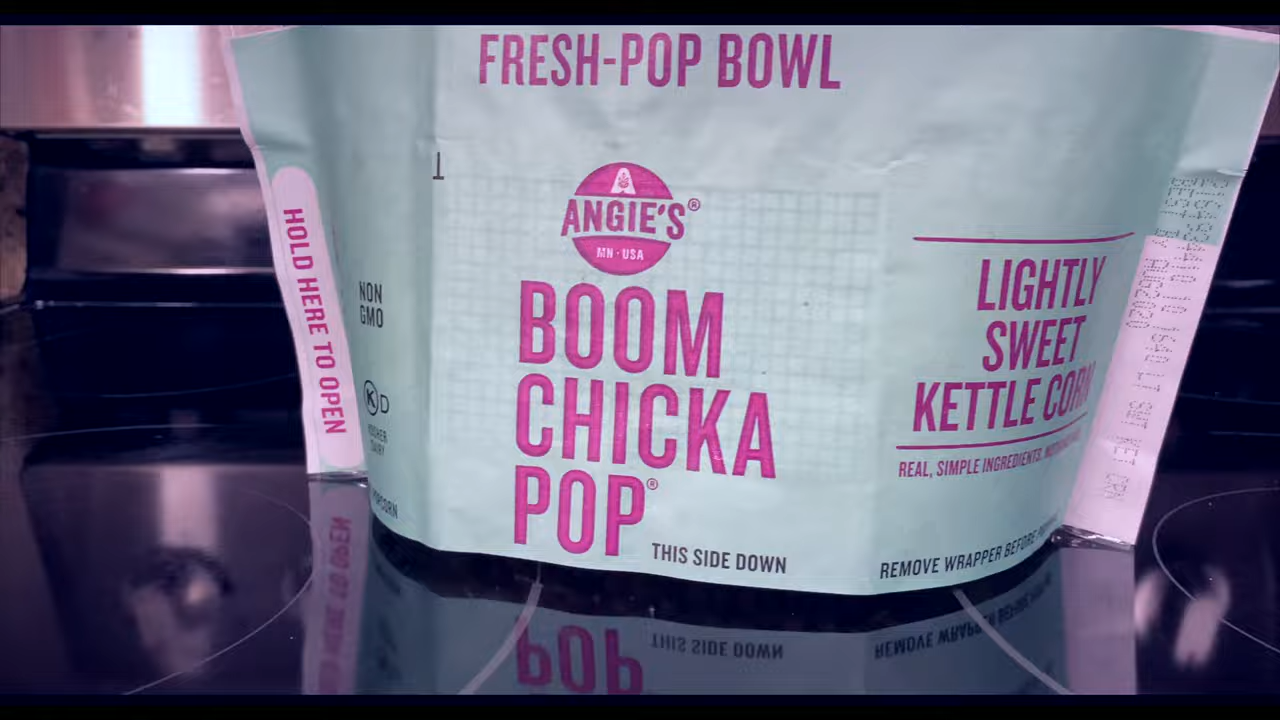 FRESH-POP BOWL
A
ANGIE'S®
MN · USA
BOOM
CHICKA
POP®
THIS SIDE DOWN
HOLD HERE TO OPEN
NON
GMO
K D
KOSHER
DAIRY
POPCORN
LIGHTLY
SWEET
KETTLE CORN
REAL, SIMPLE INGREDIENTS.
REMOVE WRAPPER BEFORE